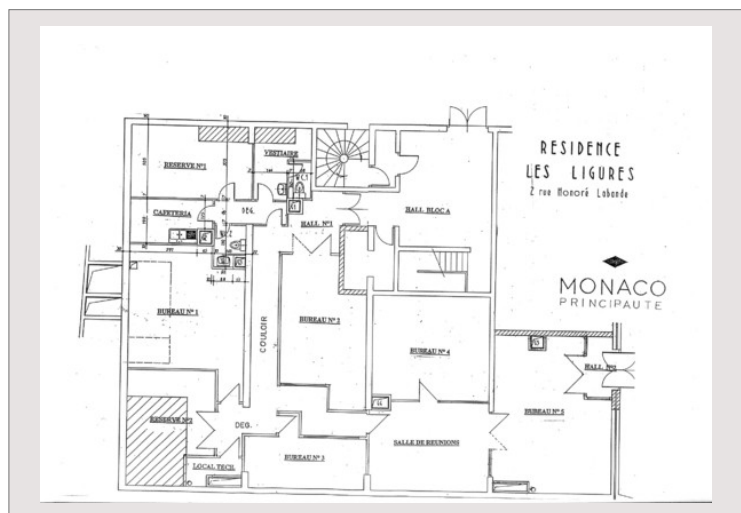 RESIDENCE
LES LIGURES
2 rue Honoré Labande
MONACO
PRINCIPAUTE
RESERVE N°1
VESTIAIRE
CAFETERIA
DEG.
HALL N°1
HALL BLOC A
BUREAU N° 1
COULOIR
BUREAU N° 2
BUREAU N° 4
HALL N°2
BUREAU N° 5
RESERVE N°2
DEG.
SALLE DE REUNIONS
BUREAU N° 3
LOCAL TECH.